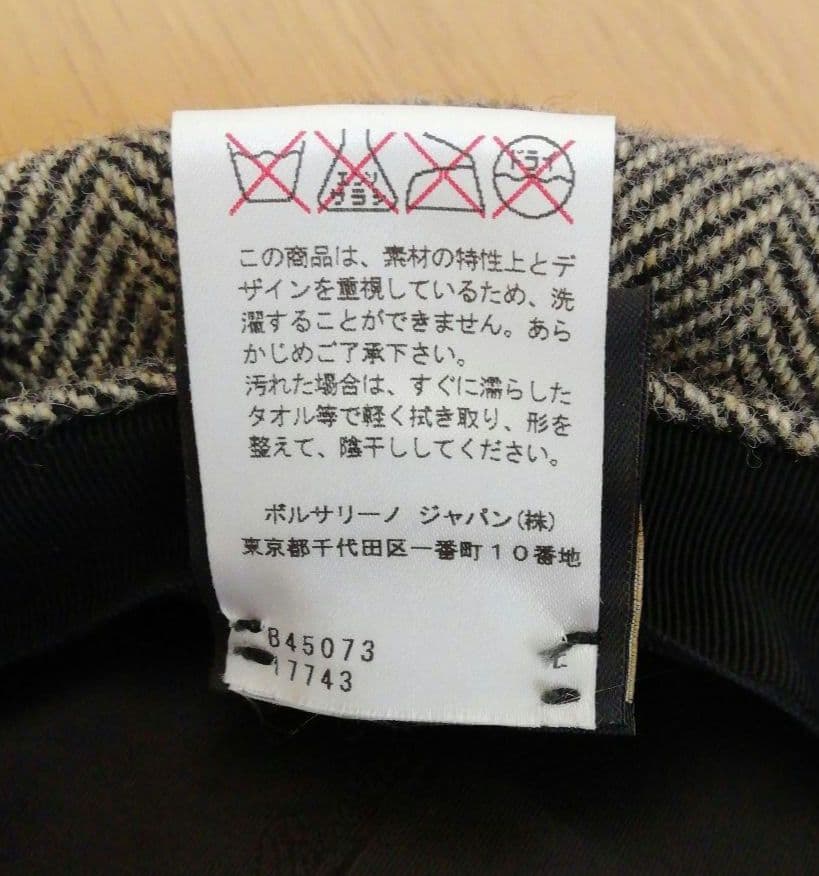 エンソ サラシ ドライ
この商品は、素材の特性上とデ
ザインを重視しているため、洗
濯することができません。あら
かじめご了承下さい。
汚れた場合は、すぐに濡らした
タオル等で軽く拭き取り、形を
整えて、陰干ししてください。
ボルサリーノ ジャパン(株)
東京都千代田区一番町10番地
B45073
17743